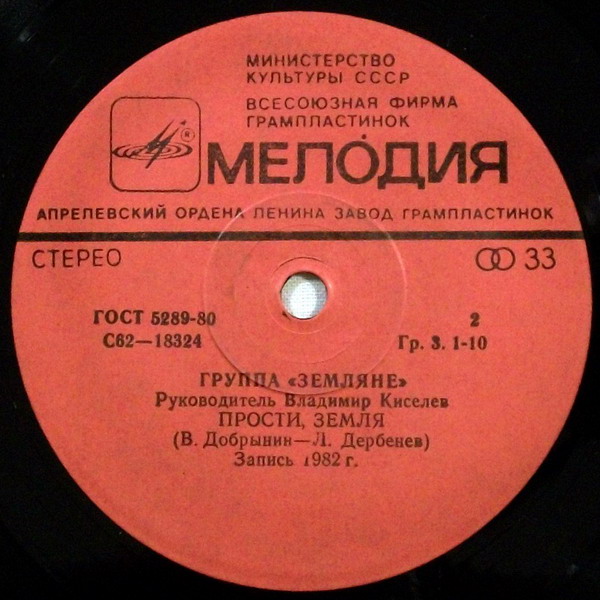 МИНИСТЕРСТВО
КУЛЬТУРЫ СССР
ВСЕСОЮЗНАЯ ФИРМА
ГРАМПЛАСТИНОК
®
МЕЛОДИЯ
АПРЕЛЕВСКИЙ ОРДЕНА ЛЕНИНА ЗАВОД ГРАМПЛАСТИНОК
СТЕРЕО 33
ГОСТ 5289-80 2
С62—18324 Гр. 3. 1-10
ГРУППА «ЗЕМЛЯНЕ»
Руководитель Владимир Киселев
ПРОСТИ, ЗЕМЛЯ
(В. Добрынин—Л. Дербенев)
Запись 1982 г.